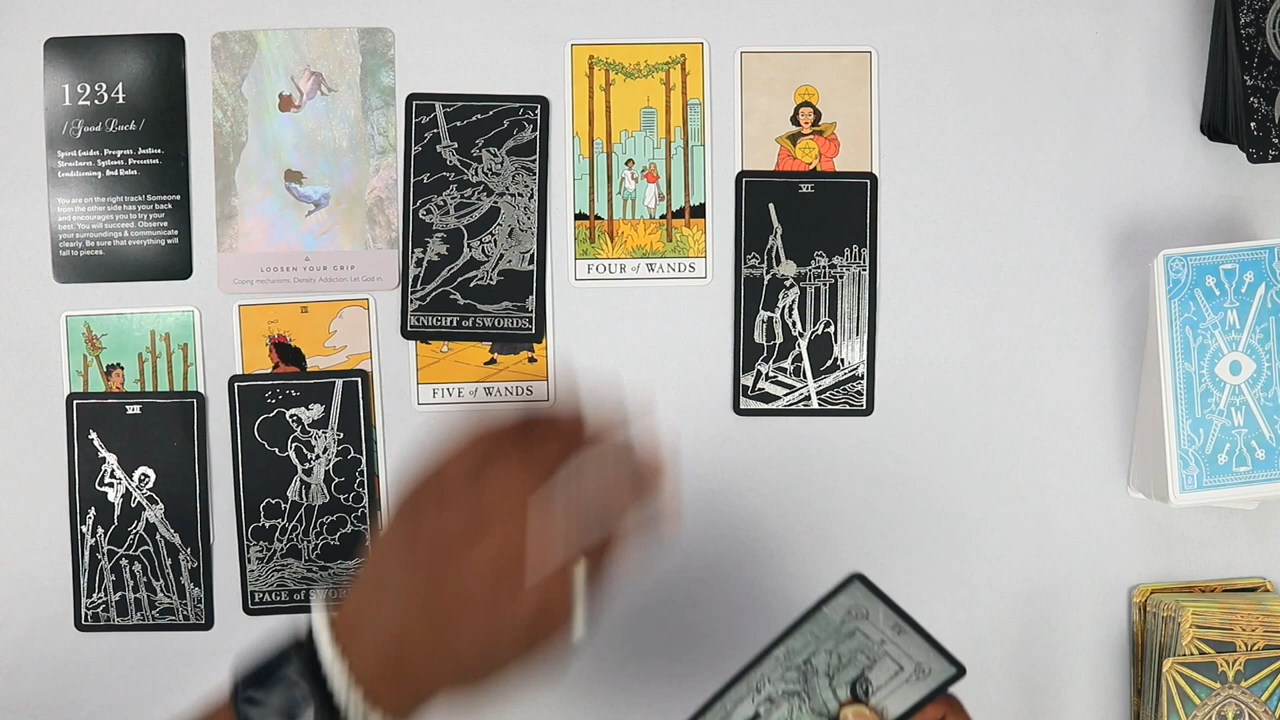 1234
/Good Luck/
Spirit Guides, Progress, Justice,
Structures, Systems, Processes,
Conditioning, And Rules.
You are on the right track! Someone
from the other side has your back
and encourages you to try your
best. You will succeed. Observe
your surroundings & communicate
clearly. Be sure that everything will
fall to pieces.
LOOSEN YOUR GRIP
Coping mechanisms. Density. Addiction. Let God in.
KNIGHT of SWORDS.
FOUR of WANDS
VI
VII
VII
FIVE of WANDS
PAGE of SWOR
M
W